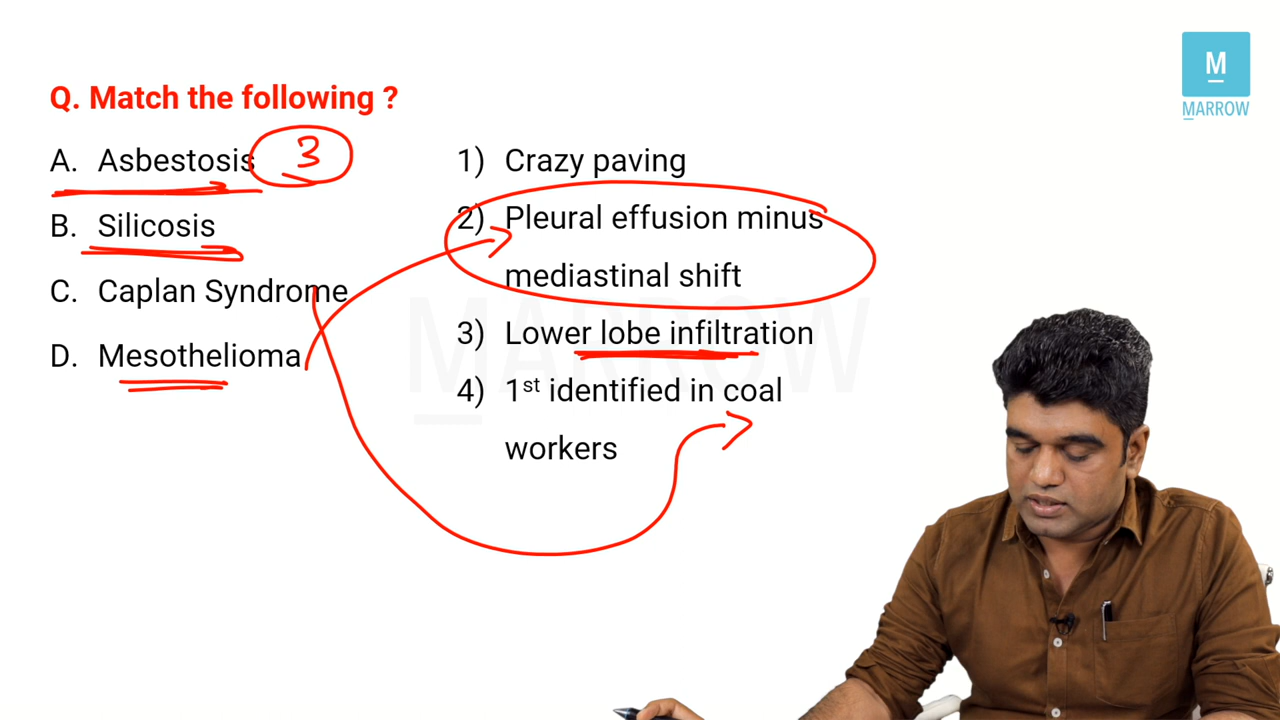 M
MARROW
Q. Match the following ?
A. Asbestosis 3
B. Silicosis
C. Caplan Syndrome
D. Mesothelioma
1) Crazy paving
2) Pleural effusion minus
mediastinal shift
3) Lower lobe infiltration
4) 1st identified in coal
workers
MARROW